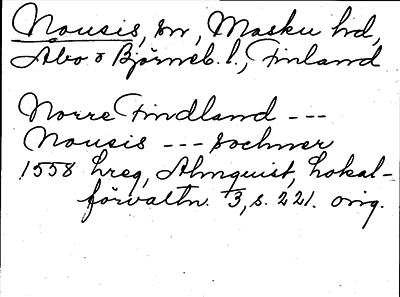 Nousis, sn, Masku hd,
Åbo o Björneb. l., Finland
Norre Findland ---
Nousis --- Sochner
1558 hreg, Almquist, Lokal-
förvaltn. 3, s. 221. orig.